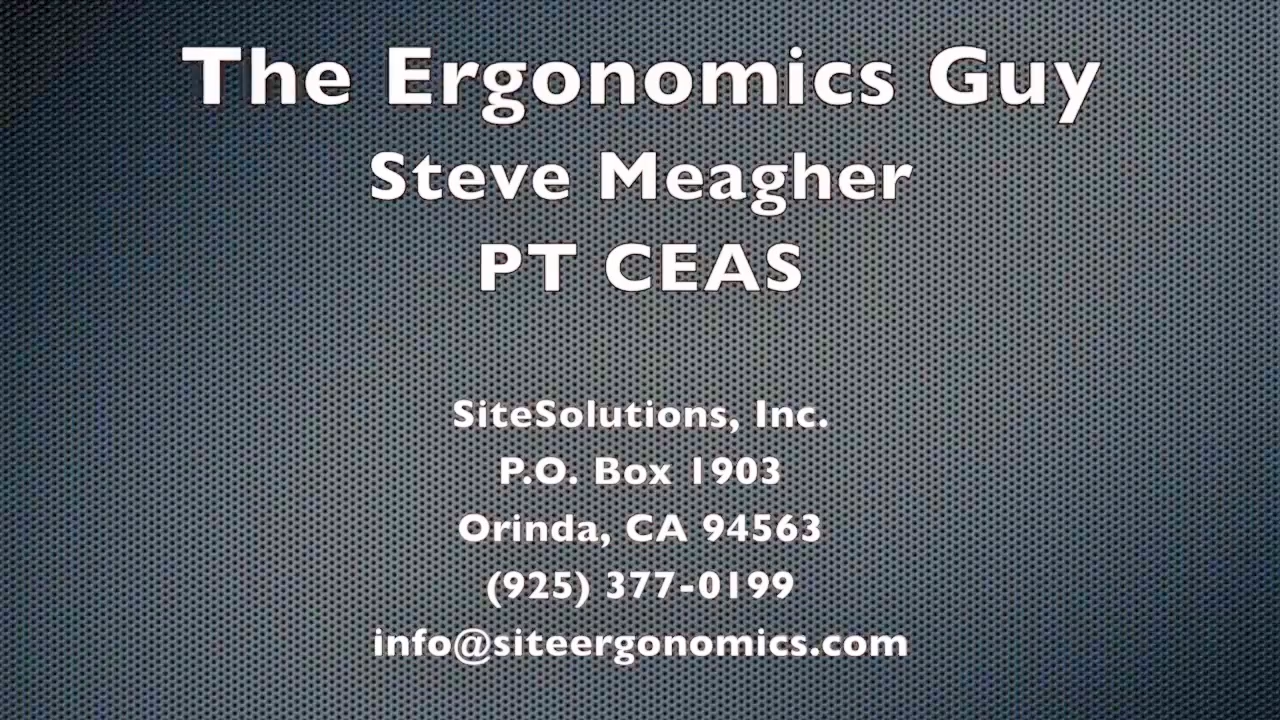 The Ergonomics Guy
Steve Meagher
PT CEAS
SiteSolutions, Inc.
P.O. Box 1903
Orinda, CA 94563
(925) 377-0199
info@siteergonomics.com